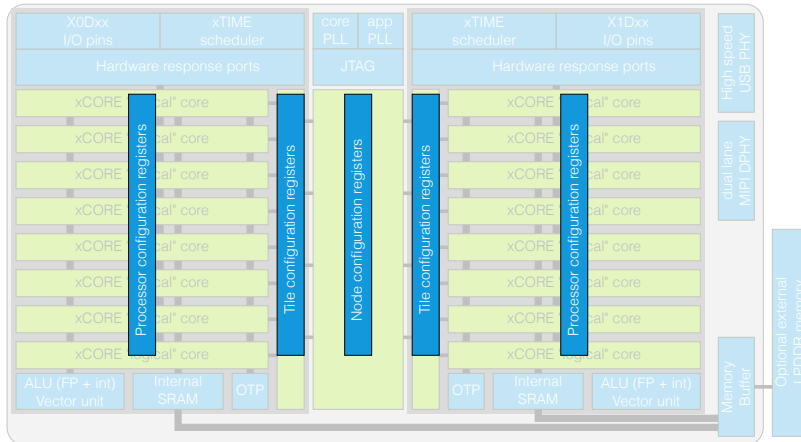 X0Dxx
I/O pins
xTIME
scheduler
core
PLL
app
PLL
xTIME
scheduler
X1Dxx
I/O pins
High speed
USB PHY
Hardware response ports
JTAG
Hardware response ports
xCORE cal" core
xCORE cal" core
xCORE cal" core
xCORE cal" core
xCORE cal" core
xCORE cal" core
xCORE cal" core
xCORE "logical" core
Processor configuration registers
Tile configuration registers
Node configuration registers
Tile configuration registers
xCORE cal" core
xCORE cal" core
xCORE cal" core
xCORE cal" core
xCORE cal" core
xCORE cal" core
xCORE cal" core
xCORE "logical" core
Processor configuration registers
dual lane
MIPI DPHY
ALU (FP + int)
Vector unit
Internal
SRAM
OTP
OTP
Internal
SRAM
ALU (FP + int)
Vector unit
Memory
Buffer
Optional external
LPDDR memory